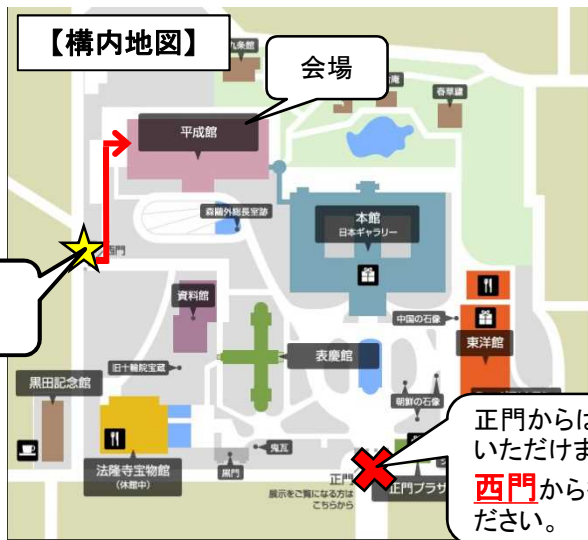 【構内地図】
九条館
会場
庵
春草廬
平成館
森鷗外総長室跡
本館
日本ギャラリー
西門
資料館
中国の石像
東洋館
表慶館
旧十輪院宝蔵
黒田記念館
朝鮮の石像
法隆寺宝物館
(休館中)
黒門
鬼瓦
正門
展示をご覧になる方は
こちらから
正門プラザ
正門からは
いただけま
西門から
ださい。